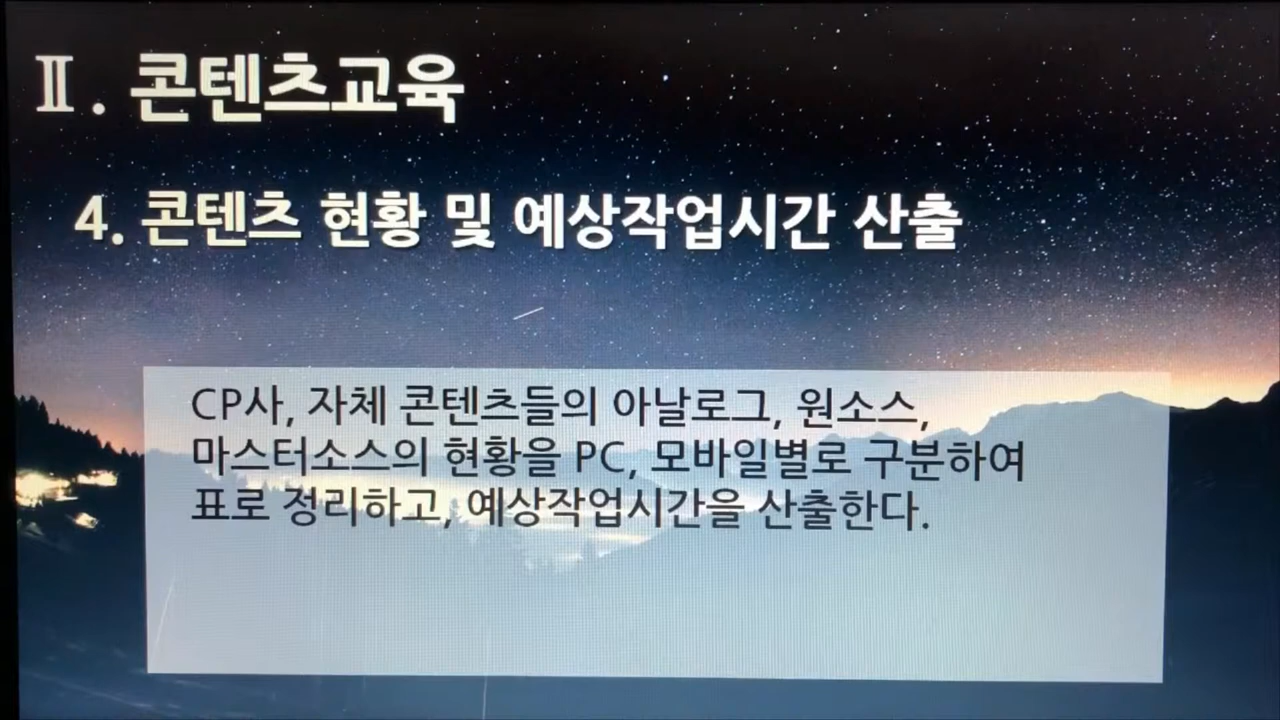 Ⅱ. 콘텐츠교육
4. 콘텐츠 현황 및 예상작업시간 산출
CP사, 자체 콘텐츠들의 아날로그, 원소스,
마스터소스의 현황을 PC, 모바일별로 구분하여
표로 정리하고, 예상작업시간을 산출한다.